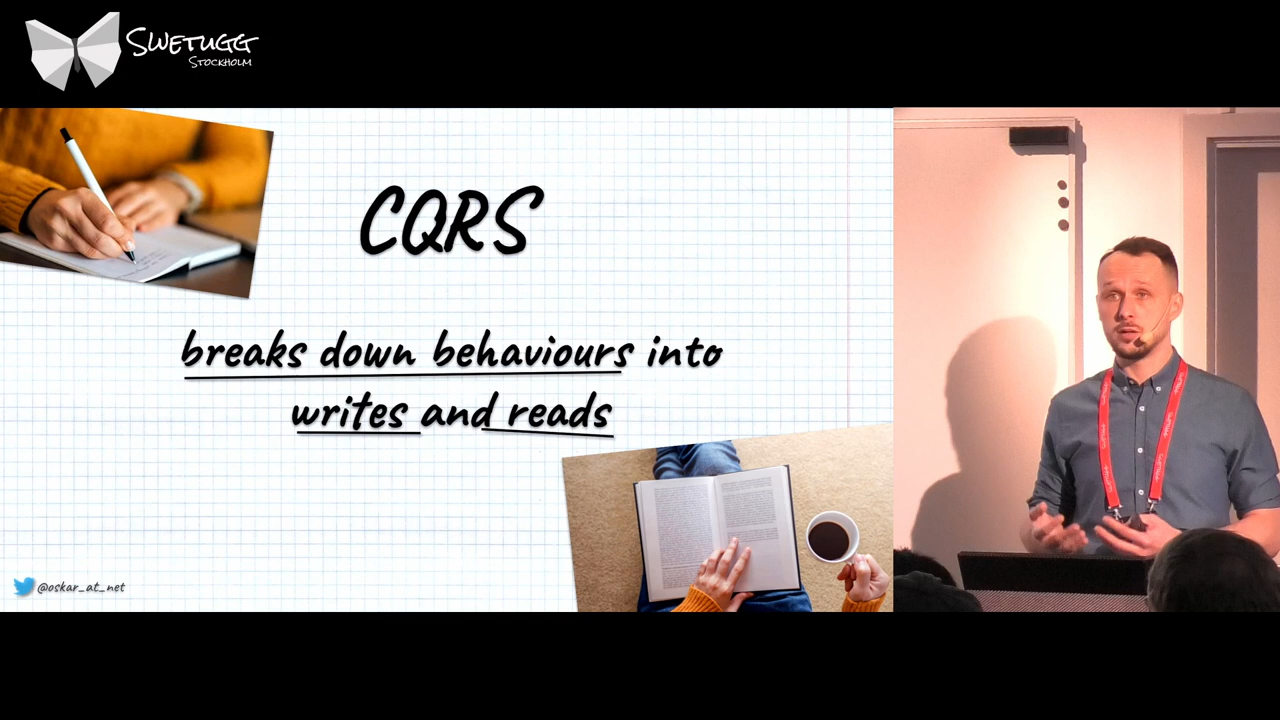 SWETUGG
STOCKHOLM
CQRS
breaks down behaviours into
writes and reads
@oskar_at_net